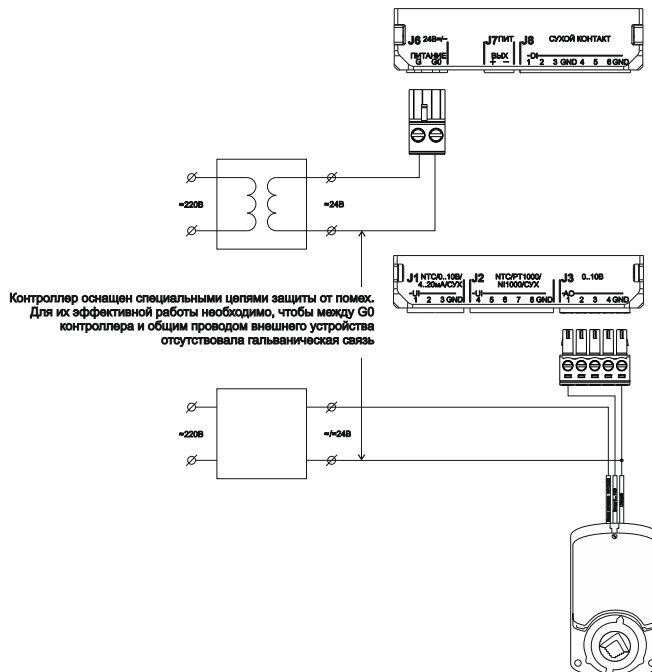 J6 24В=/~ J7 ПИТ J8 СУХОЙ КОНТАКТ
ПИТАНИЕ ВЫХ -DI
G G0 + - 1 2 3 GND 4 5 6 GND
~220В ~24В
J1 NTC/0..10В/ J2 NTC/PT1000/ J3 0..10В
4..20мА/СУХ NI1000/СУХ
-UI -UI -AO
1 2 3 GND 4 5 6 7 8 GND 1 2 3 4 GND
Контроллер оснащен специальными цепями защиты от помех.
Для их эффективной работы необходимо, чтобы между G0
контроллера и общим проводом внешнего устройства
отсутствовала гальваническая связь
~220В ~/=24В